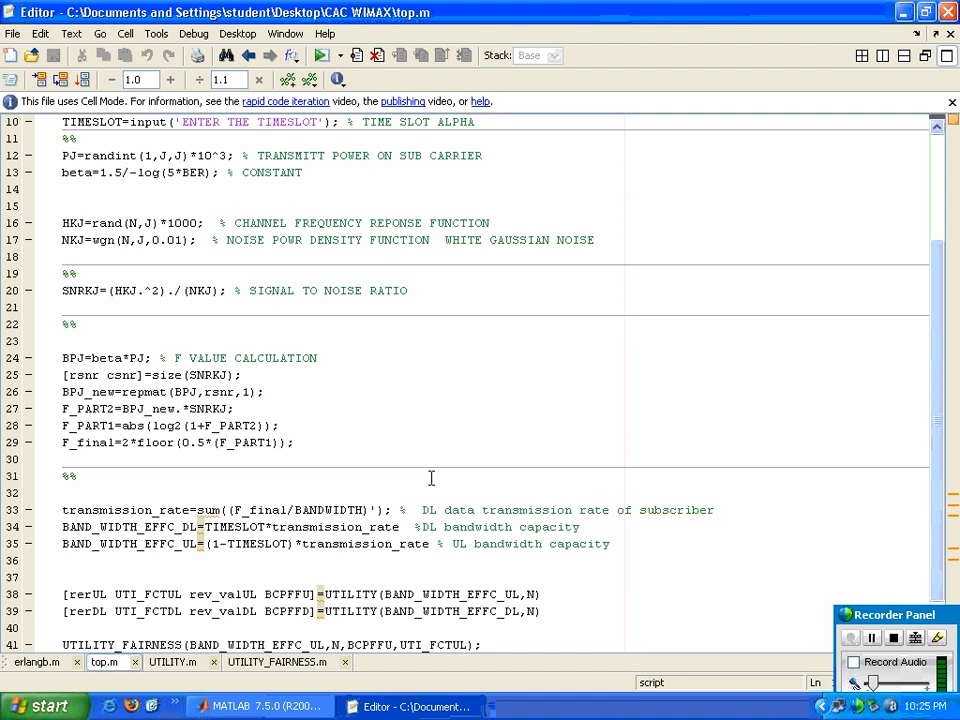 Editor - C:\Documents and Settings\student\Desktop\CAC WIMAX\top.m
File Edit Text Go Cell Tools Debug Desktop Window Help
Stack: Base
1.0 1.1
This file uses Cell Mode. For information, see the rapid code iteration video, the publishing video, or help.
10 TIMESLOT=input('ENTER THE TIMESLOT'); % TIME SLOT ALPHA
11 %%
12 PJ=randint(1,J,J)*10^3; % TRANSMITT POWER ON SUB CARRIER
13 beta=1.5/-log(5*BER); % CONSTANT
14
15
16 HKJ=rand(N,J)*1000; % CHANNEL FREQUENCY REPONSE FUNCTION
17 NKJ=wgn(N,J,0.01); % NOISE POWR DENSITY FUNCTION WHITE GAUSSIAN NOISE
18
19 %%
20 SNRKJ=(HKJ.^2)./(NKJ); % SIGNAL TO NOISE RATIO
21
22 %%
23
24 BPJ=beta*PJ; % F VALUE CALCULATION
25 [rsnr csnr]=size(SNRKJ);
26 BPJ_new=repmat(BPJ,rsnr,1);
27 F_PART2=BPJ_new.*SNRKJ;
28 F_PART1=abs(log2(1+F_PART2));
29 F_final=2*floor(0.5*(F_PART1));
30
31 %%
32
33 transmission_rate=sum((F_final/BANDWIDTH)'); % DL data transmission rate of subscriber
34 BAND_WIDTH_EFFC_DL=TIMESLOT*transmission_rate %DL bandwidth capacity
35 BAND_WIDTH_EFFC_UL=(1-TIMESLOT)*transmission_rate % UL bandwidth capacity
36
37
38 [rerUL UTI_FCTUL rev_valUL BCPFFU]=UTILITY(BAND_WIDTH_EFFC_UL,N)
39 [rerDL UTI_FCTDL rev_valDL BCPFFD]=UTILITY(BAND_WIDTH_EFFC_DL,N)
40
41 UTILITY_FAIRNESS(BAND_WIDTH_EFFC_UL,N,BCPFFU,UTI_FCTUL);
Recorder Panel
Record Audio
erlangb.m top.m UTILITY.m UTILITY_FAIRNESS.m
script Ln
start MATLAB 7.5.0 (R200... Editor - C:\Document... 10:25 PM